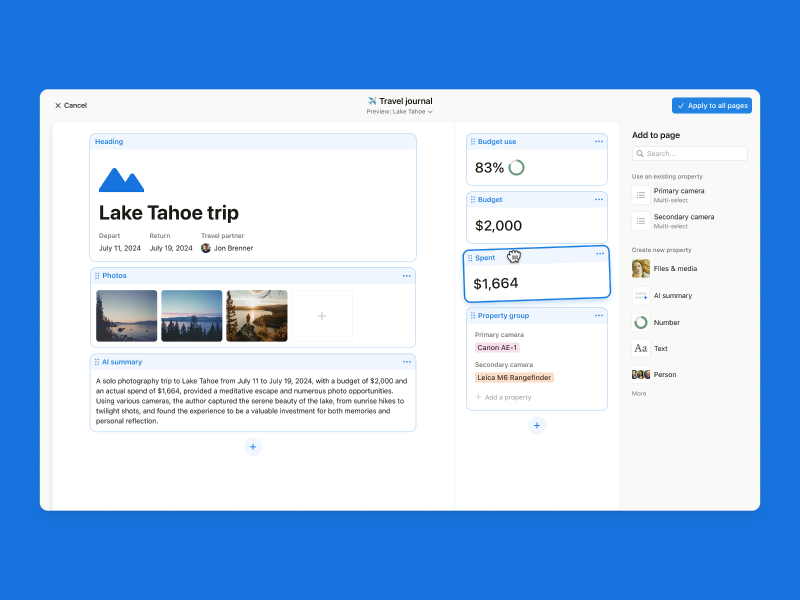 Cancel
Travel journal
Preview: Lake Tahoe
Apply to all pages
Heading
Lake Tahoe trip
Depart Return Travel partner
July 11, 2024 July 19, 2024 Jon Brenner
Photos
AI summary
A solo photography trip to Lake Tahoe from July 11 to July 19, 2024, with a budget of $2,000 and
an actual spend of $1,664, provided a meditative escape and numerous photo opportunities.
Using various cameras, the author captured the serene beauty of the lake, from sunrise hikes to
twilight shots, and found the experience to be a valuable investment for both memories and
personal reflection.
Budget use
83%
Budget
$2,000
Spent
$1,664
Property group
Primary camera
Canon AE-1
Secondary camera
Leica M6 Rangefinder
Add a property
Add to page
Search...
Use an existing property
Primary camera
Multi-select
Secondary camera
Multi-select
Create new property
Files & media
AI summary
Number
Aa Text
Person
More